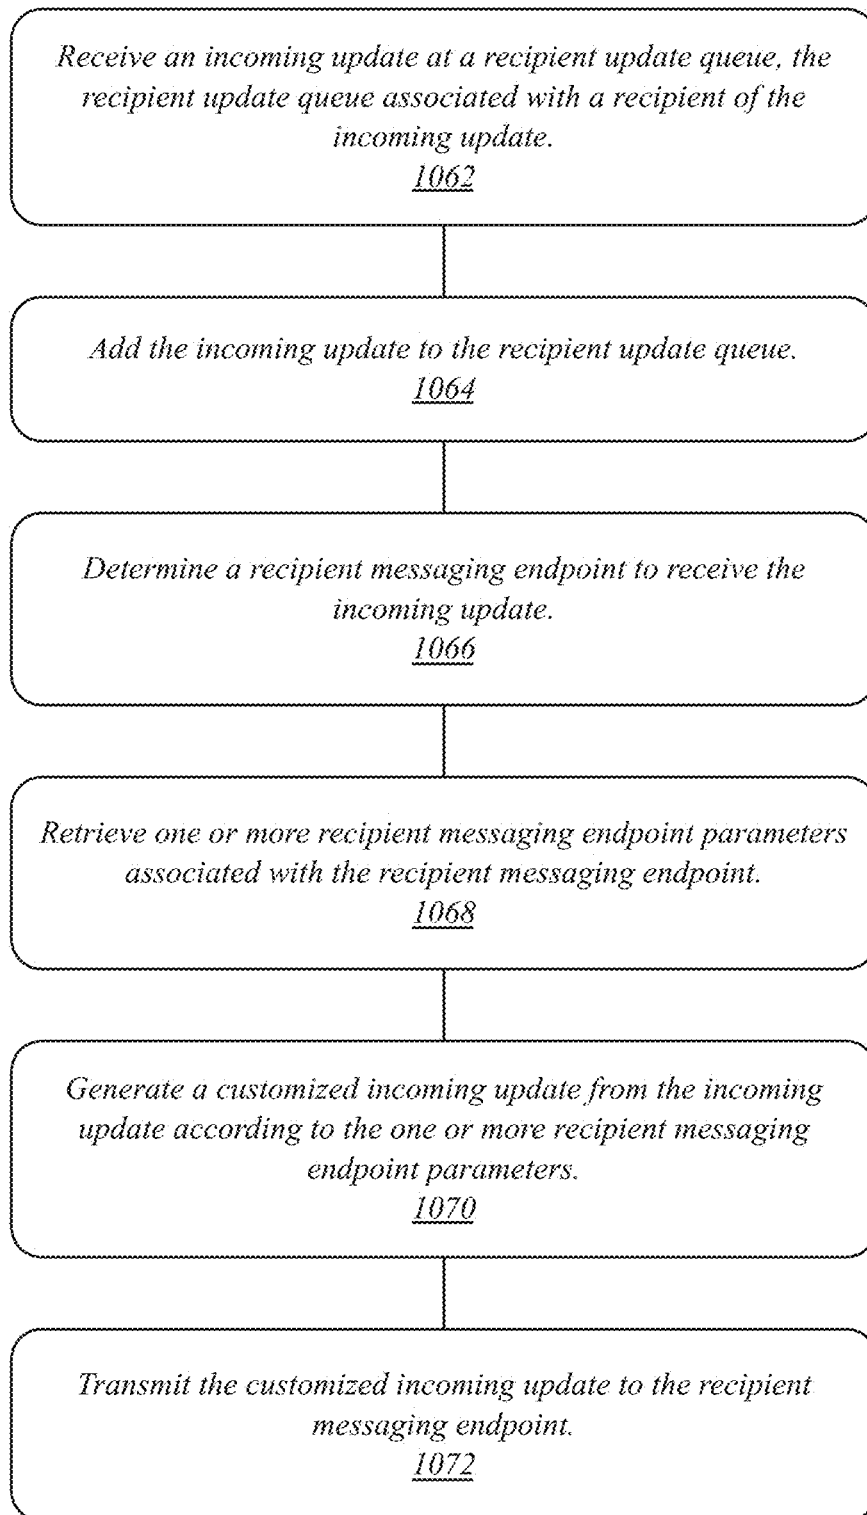 Receive an incoming update at a recipient update queue, the
recipient update queue associated with a recipient of the
incoming update.
1062
Add the incoming update to the recipient update queue.
1064
Determine a recipient messaging endpoint to receive the
incoming update.
1066
Retrieve one or more recipient messaging endpoint parameters
associated with the recipient messaging endpoint.
1068
Generate a customized incoming update from the incoming
update according to the one or more recipient messaging
endpoint parameters.
1070
Transmit the customized incoming update to the recipient
messaging endpoint.
1072